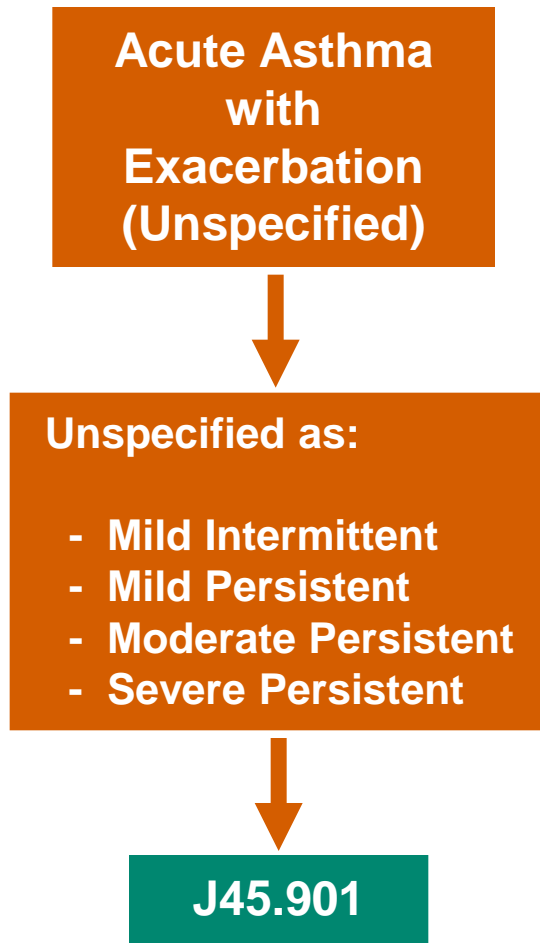 Acute Asthma
with
Exacerbation
(Unspecified)
Unspecified as:
- Mild Intermittent
- Mild Persistent
- Moderate Persistent
- Severe Persistent
J45.901